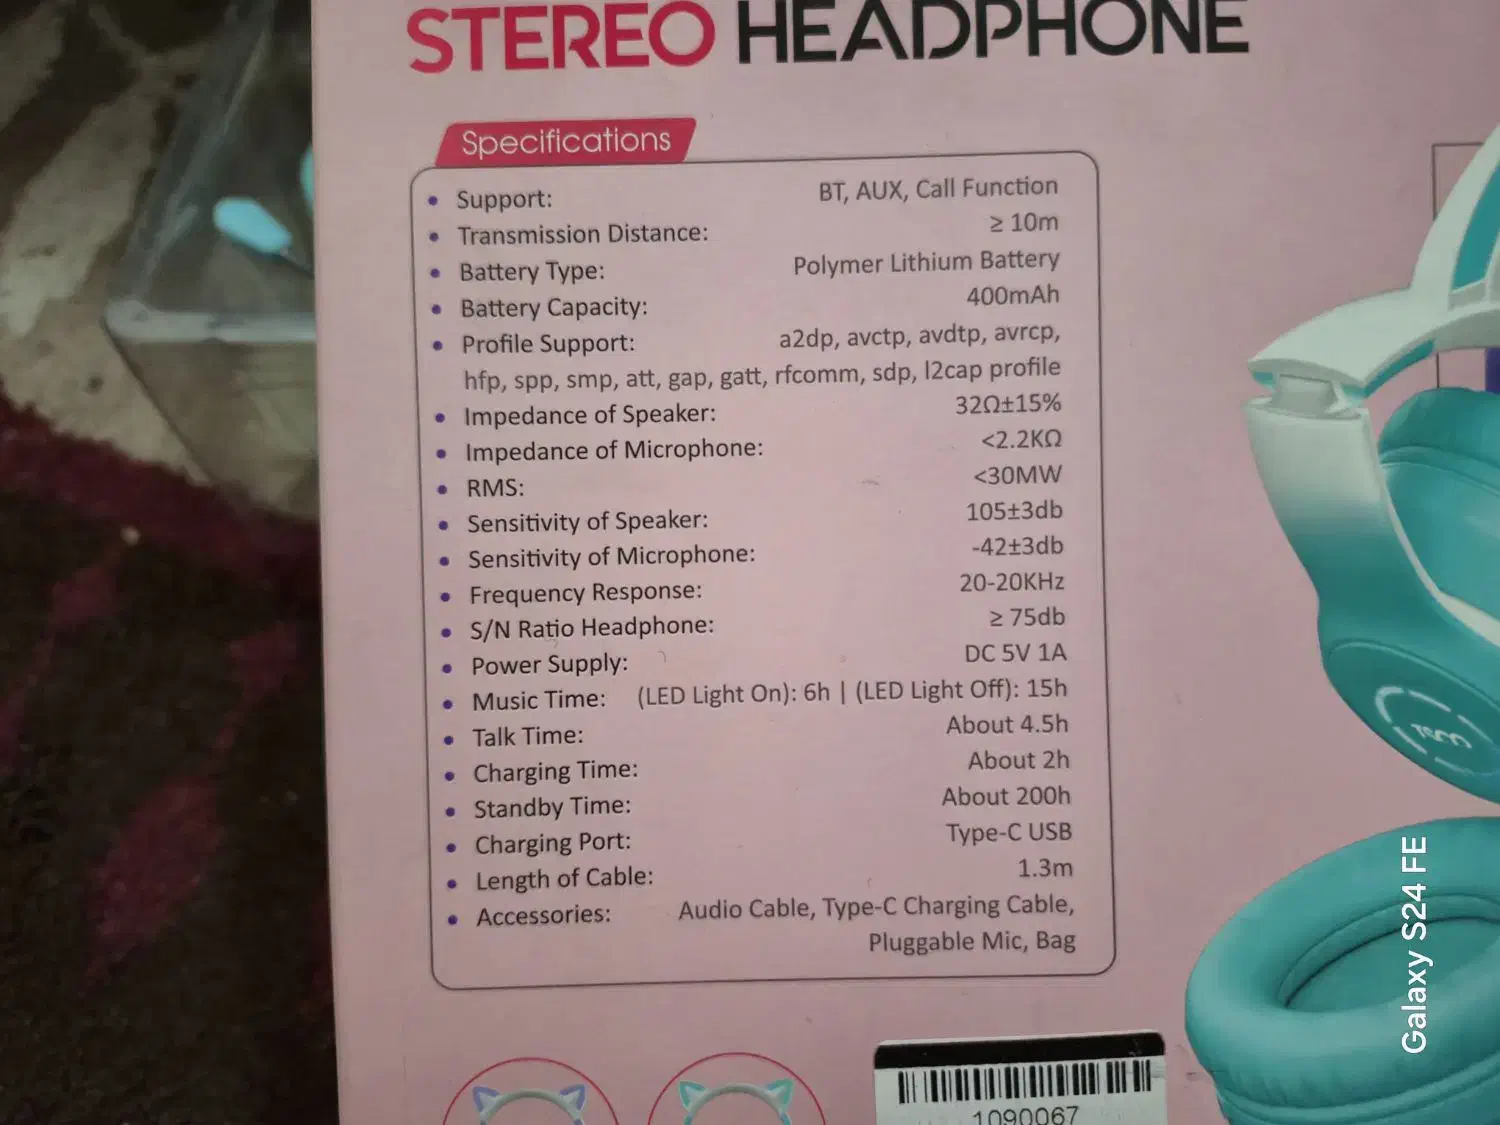 STEREO HEADPHONE
Specifications
• Support: BT, AUX, Call Function
• Transmission Distance: ≥ 10m
• Battery Type: Polymer Lithium Battery
• Battery Capacity: 400mAh
• Profile Support: a2dp, avctp, avdtp, avrcp,
hfp, spp, smp, att, gap, gatt, rfcomm, sdp, l2cap profile
• Impedance of Speaker: 32Ω±15%
• Impedance of Microphone: <2.2KΩ
• RMS: <30MW
• Sensitivity of Speaker: 105±3db
• Sensitivity of Microphone: -42±3db
• Frequency Response: 20-20KHz
• S/N Ratio Headphone: ≥ 75db
• Power Supply: DC 5V 1A
• Music Time: (LED Light On): 6h | (LED Light Off): 15h
• Talk Time: About 4.5h
• Charging Time: About 2h
• Standby Time: About 200h
• Charging Port: Type-C USB
• Length of Cable: 1.3m
• Accessories: Audio Cable, Type-C Charging Cable,
Pluggable Mic, Bag
1090067
Galaxy S24 FE